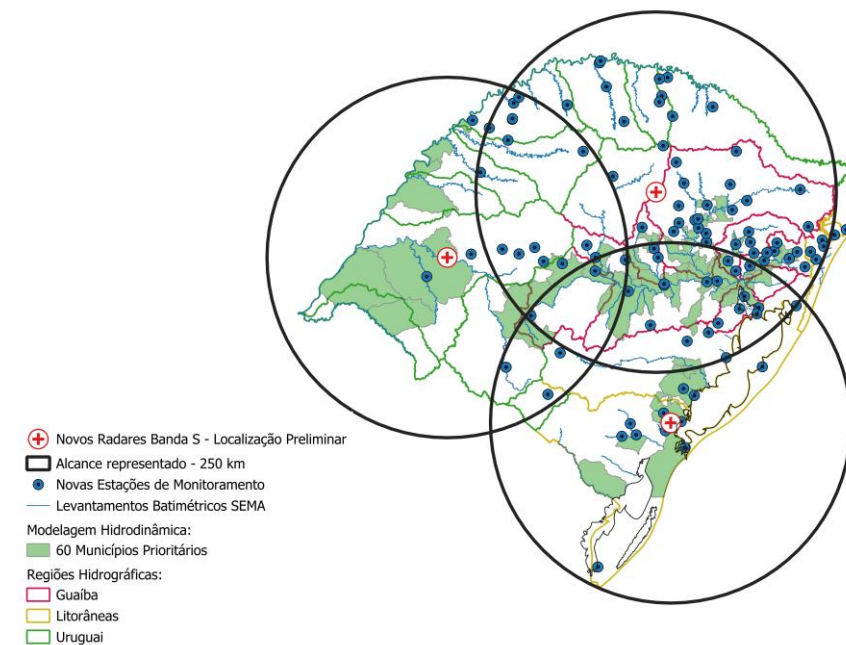 Novos Radares Banda S - Localização Preliminar
Alcance representado - 250 km
Novas Estações de Monitoramento
Levantamentos Batimétricos SEMA
Modelagem Hidrodinâmica:
60 Municípios Prioritários
Regiões Hidrográficas:
Guaíba
Litorâneas
Uruguai